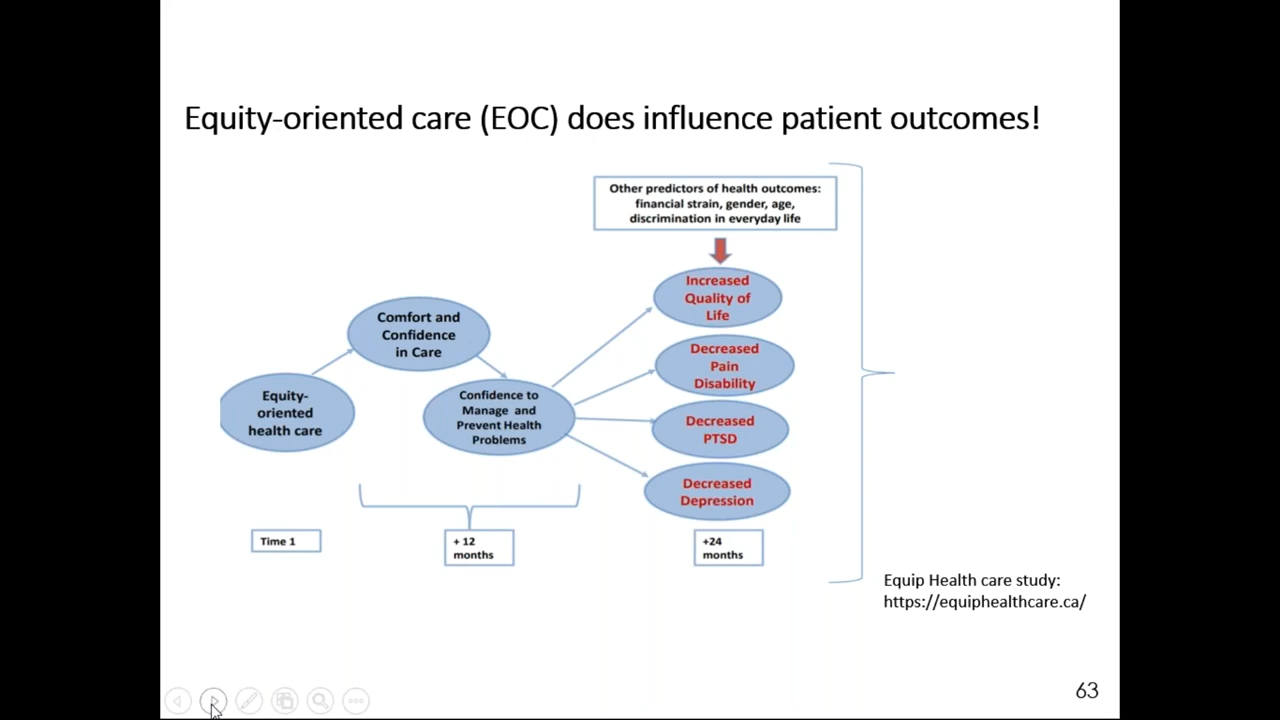 Equity-oriented care (EOC) does influence patient outcomes!
Other predictors of health outcomes:
financial strain, gender, age,
discrimination in everyday life
Increased
Quality of
Life
Comfort and
Confidence
in Care
Decreased
Pain
Disability
Equity-
oriented
health care
Confidence to
Manage and
Prevent Health
Problems
Decreased
PTSD
Decreased
Depression
Time 1
+ 12
months
+24
months
Equip Health care study:
https://equiphealthcare.ca/
63